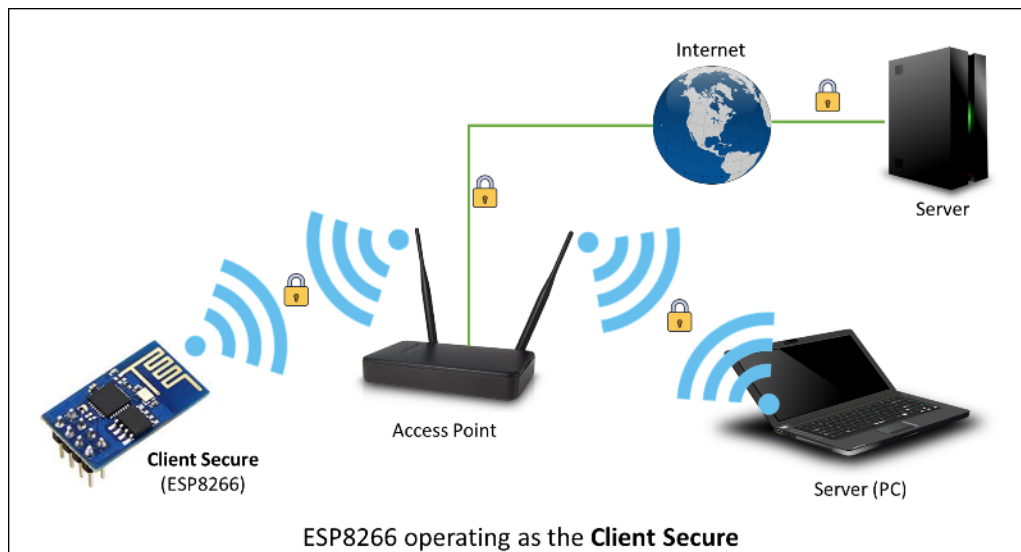 Internet
Server
Access Point
Client Secure
(ESP8266)
Server (PC)
ESP8266 operating as the Client Secure